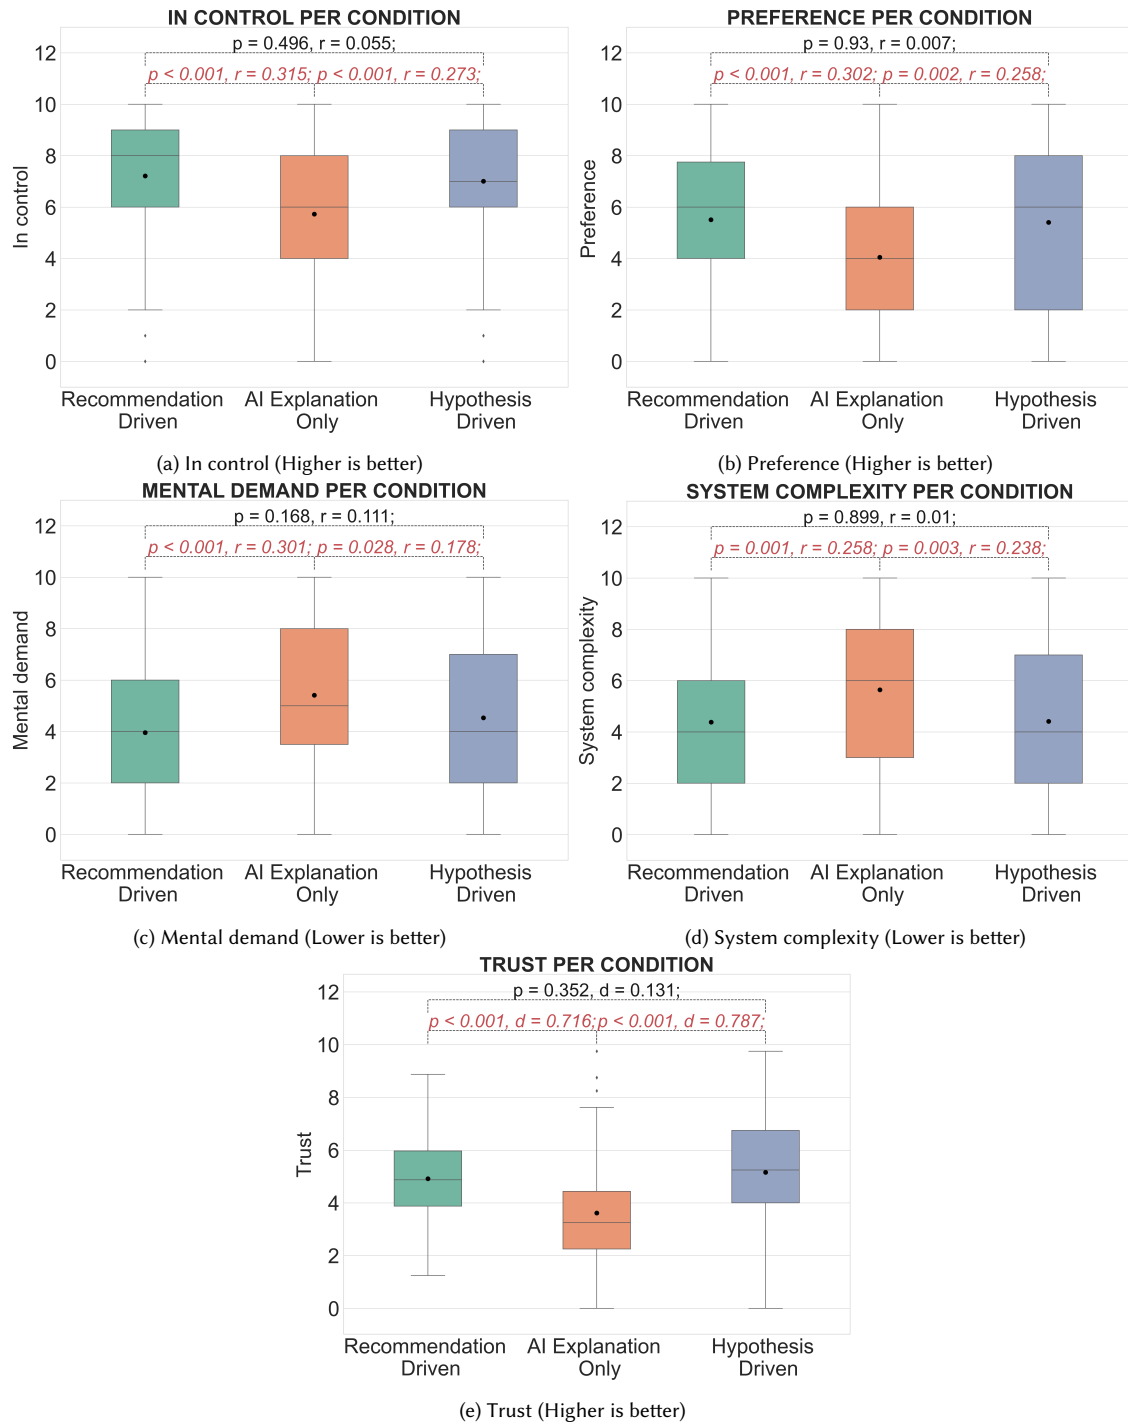 IN CONTROL PER CONDITION
p = 0.496, r = 0.055;
p < 0.001, r = 0.315; p < 0.001, r = 0.273;
12
10
8
6
4
2
0
In control
Recommendation Driven
AI Explanation Only
Hypothesis Driven
(a) In control (Higher is better)
PREFERENCE PER CONDITION
p = 0.93, r = 0.007;
p < 0.001, r = 0.302; p = 0.002, r = 0.258;
12
10
8
6
4
2
0
Preference
Recommendation Driven
AI Explanation Only
Hypothesis Driven
(b) Preference (Higher is better)
MENTAL DEMAND PER CONDITION
p = 0.168, r = 0.111;
p < 0.001, r = 0.301; p = 0.028, r = 0.178;
12
10
8
6
4
2
0
Mental demand
Recommendation Driven
AI Explanation Only
Hypothesis Driven
(c) Mental demand (Lower is better)
SYSTEM COMPLEXITY PER CONDITION
p = 0.899, r = 0.01;
p = 0.001, r = 0.258; p = 0.003, r = 0.238;
12
10
8
6
4
2
0
System complexity
Recommendation Driven
AI Explanation Only
Hypothesis Driven
(d) System complexity (Lower is better)
TRUST PER CONDITION
p = 0.352, d = 0.131;
p < 0.001, d = 0.716; p < 0.001, d = 0.787;
12
10
8
6
4
2
0
Trust
Recommendation Driven
AI Explanation Only
Hypothesis Driven
(e) Trust (Higher is better)